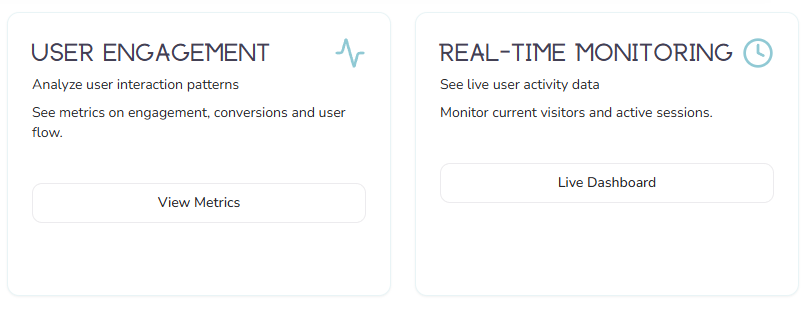 USER ENGAGEMENT
Analyze user interaction patterns
See metrics on engagement, conversions and user
flow.
View Metrics
REAL-TIME MONITORING
See live user activity data
Monitor current visitors and active sessions.
Live Dashboard